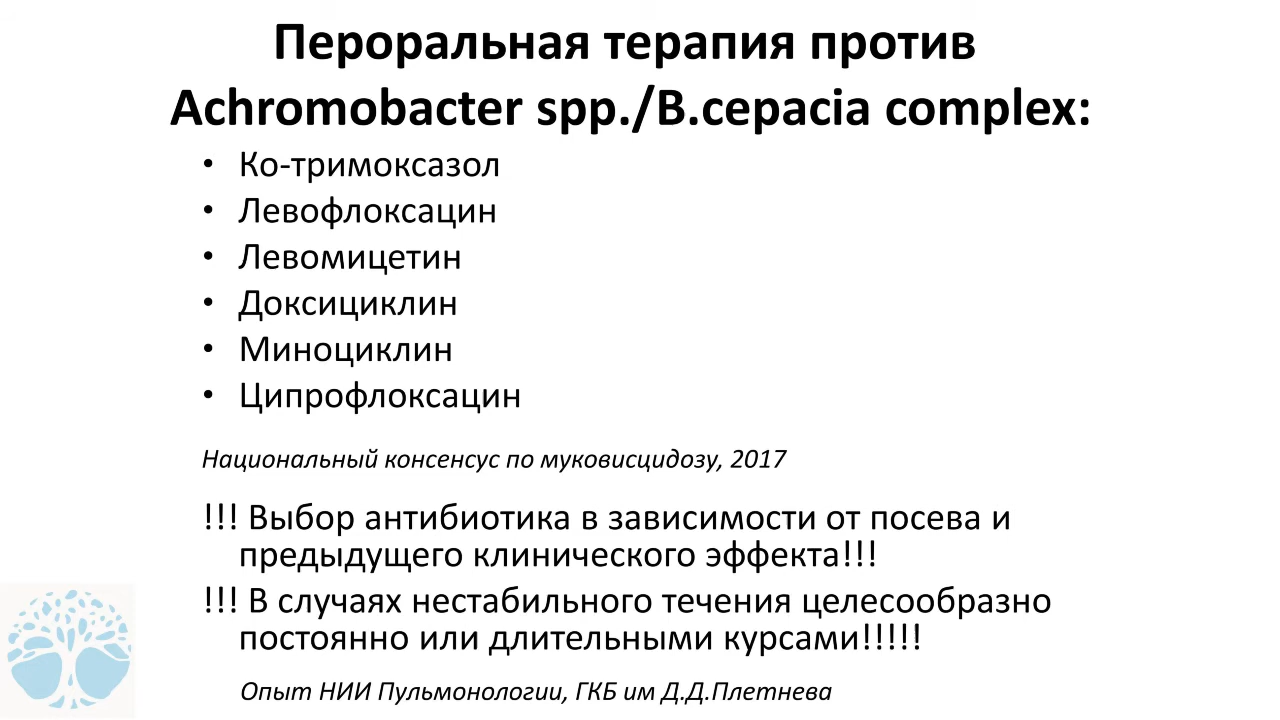 Пероральная терапия против
Achromobacter spp./B.cepacia complex:
• Ко-тримоксазол
• Левофлоксацин
• Левомицетин
• Доксициклин
• Миноциклин
• Ципрофлоксацин
Национальный консенсус по муковисцидозу, 2017
!!! Выбор антибиотика в зависимости от посева и
предыдущего клинического эффекта!!!
!!! В случаях нестабильного течения целесообразно
постоянно или длительными курсами!!!!!
Опыт НИИ Пульмонологии, ГКБ им Д.Д.Плетнева